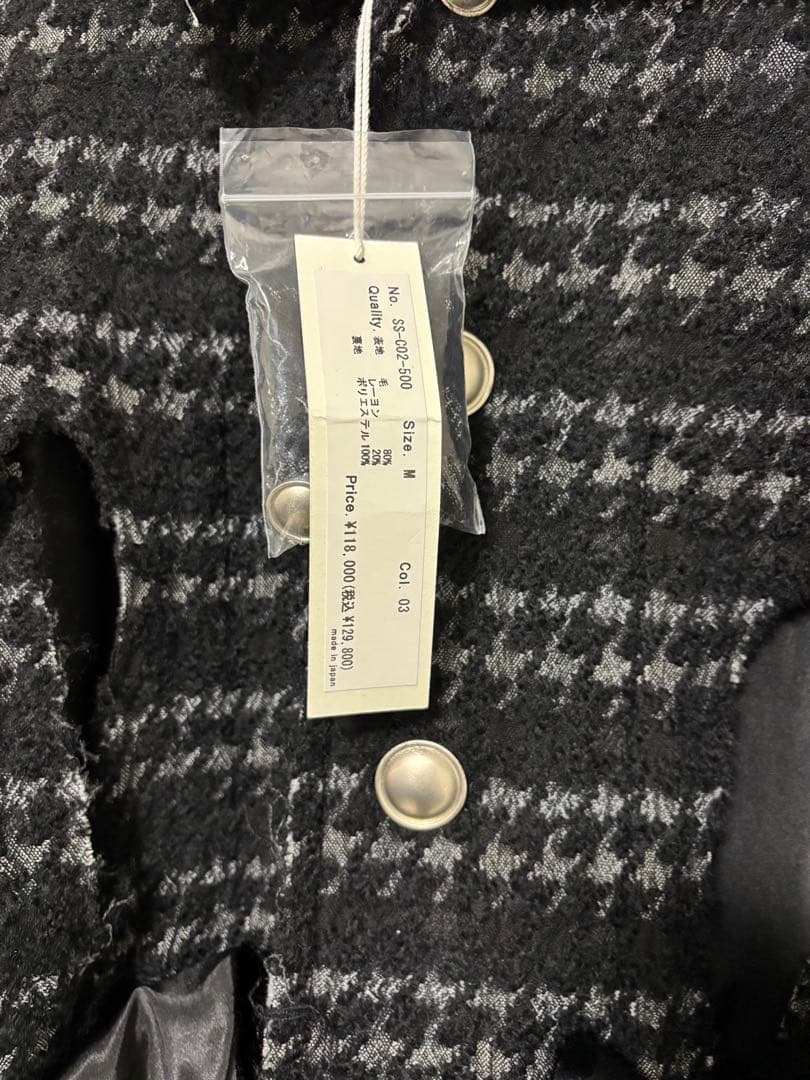 No. SS-C02-500 Size. M Col. 03
Quality. 表地 毛 80%
レーヨン 20%
裏地 ポリエステル 100%
Price. ¥118,000(税込 ¥129,800)
made in japan